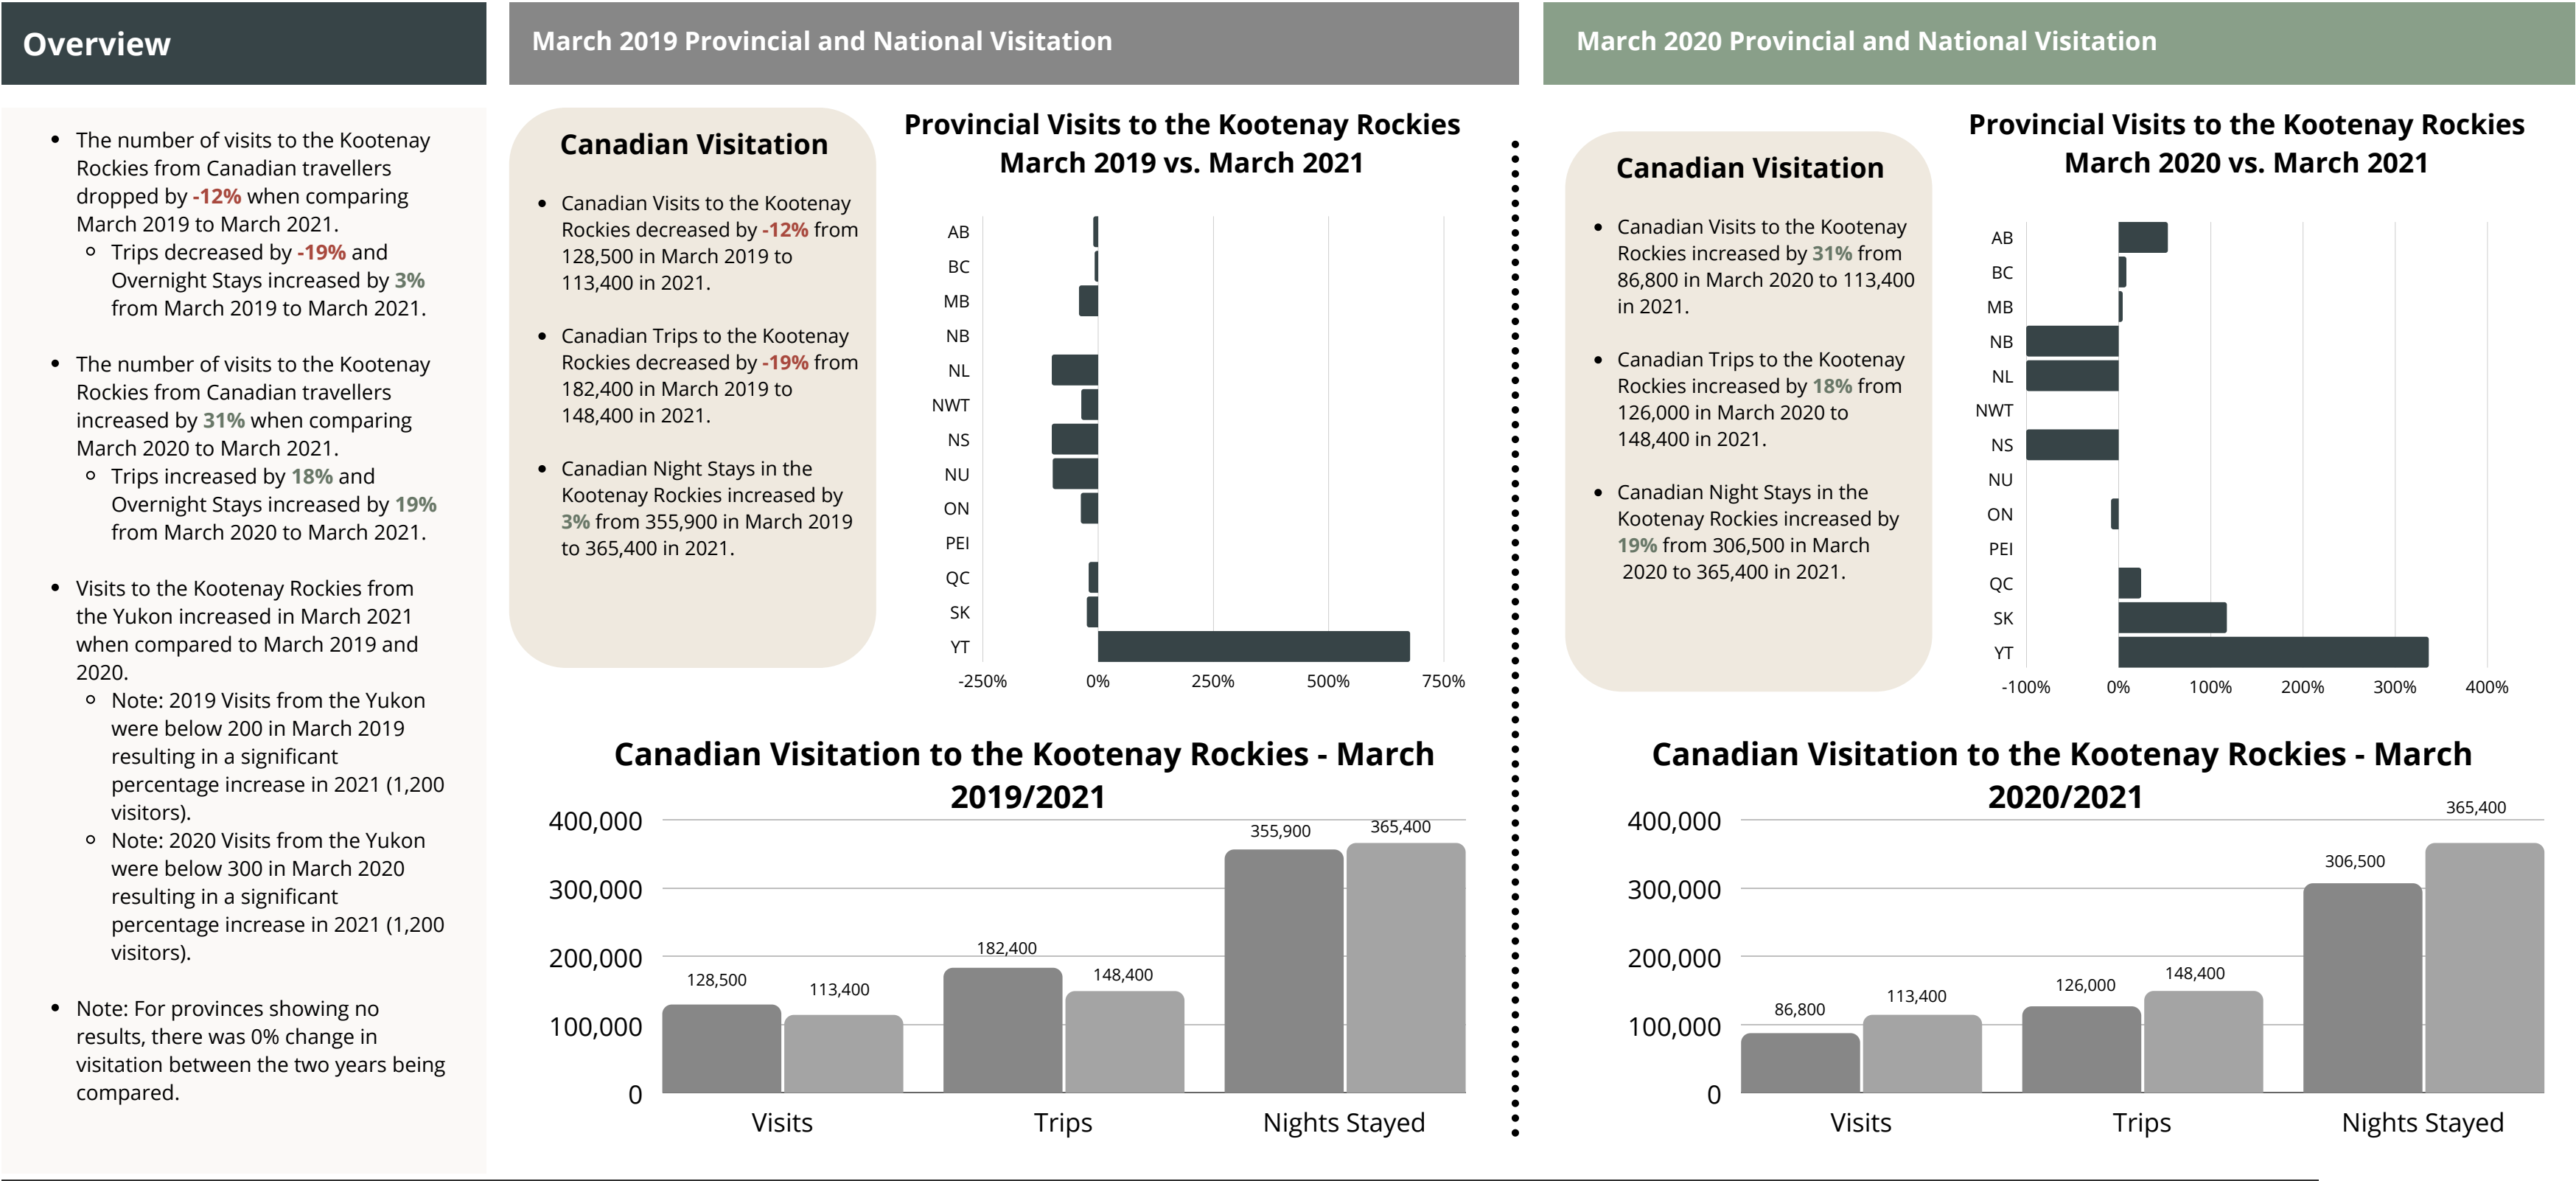 Overview
• The number of visits to the Kootenay
Rockies from Canadian travellers
dropped by -12% when comparing
March 2019 to March 2021.
◦ Trips decreased by -19% and
Overnight Stays increased by 3%
from March 2019 to March 2021.
• The number of visits to the Kootenay
Rockies from Canadian travellers
increased by 31% when comparing
March 2020 to March 2021.
◦ Trips increased by 18% and
Overnight Stays increased by 19%
from March 2020 to March 2021.
• Visits to the Kootenay Rockies from
the Yukon increased in March 2021
when compared to March 2019 and
2020.
◦ Note: 2019 Visits from the Yukon
were below 200 in March 2019
resulting in a significant
percentage increase in 2021 (1,200
visitors).
◦ Note: 2020 Visits from the Yukon
were below 300 in March 2020
resulting in a significant
percentage increase in 2021 (1,200
visitors).
• Note: For provinces showing no
results, there was 0% change in
visitation between the two years being
compared.
March 2019 Provincial and National Visitation
Canadian Visitation
• Canadian Visits to the Kootenay
Rockies decreased by -12% from
128,500 in March 2019 to
113,400 in 2021.
• Canadian Trips to the Kootenay
Rockies decreased by -19% from
182,400 in March 2019 to
148,400 in 2021.
• Canadian Night Stays in the
Kootenay Rockies increased by
3% from 355,900 in March 2019
to 365,400 in 2021.
Provincial Visits to the Kootenay Rockies
March 2019 vs. March 2021
AB
BC
MB
NB
NL
NWT
NS
NU
ON
PEI
QC
SK
YT
-250% 0% 250% 500% 750%
Canadian Visitation to the Kootenay Rockies - March
2019/2021
400,000
300,000
200,000
100,000
0
128,500 113,400
182,400 148,400
355,900 365,400
Visits Trips Nights Stayed
March 2020 Provincial and National Visitation
Canadian Visitation
• Canadian Visits to the Kootenay
Rockies increased by 31% from
86,800 in March 2020 to 113,400
in 2021.
• Canadian Trips to the Kootenay
Rockies increased by 18% from
126,000 in March 2020 to
148,400 in 2021.
• Canadian Night Stays in the
Kootenay Rockies increased by
19% from 306,500 in March
2020 to 365,400 in 2021.
Provincial Visits to the Kootenay Rockies
March 2020 vs. March 2021
AB
BC
MB
NB
NL
NWT
NS
NU
ON
PEI
QC
SK
YT
-100% 0% 100% 200% 300% 400%
Canadian Visitation to the Kootenay Rockies - March
2020/2021
400,000
300,000
200,000
100,000
0
86,800 113,400
126,000 148,400
306,500 365,400
Visits Trips Nights Stayed